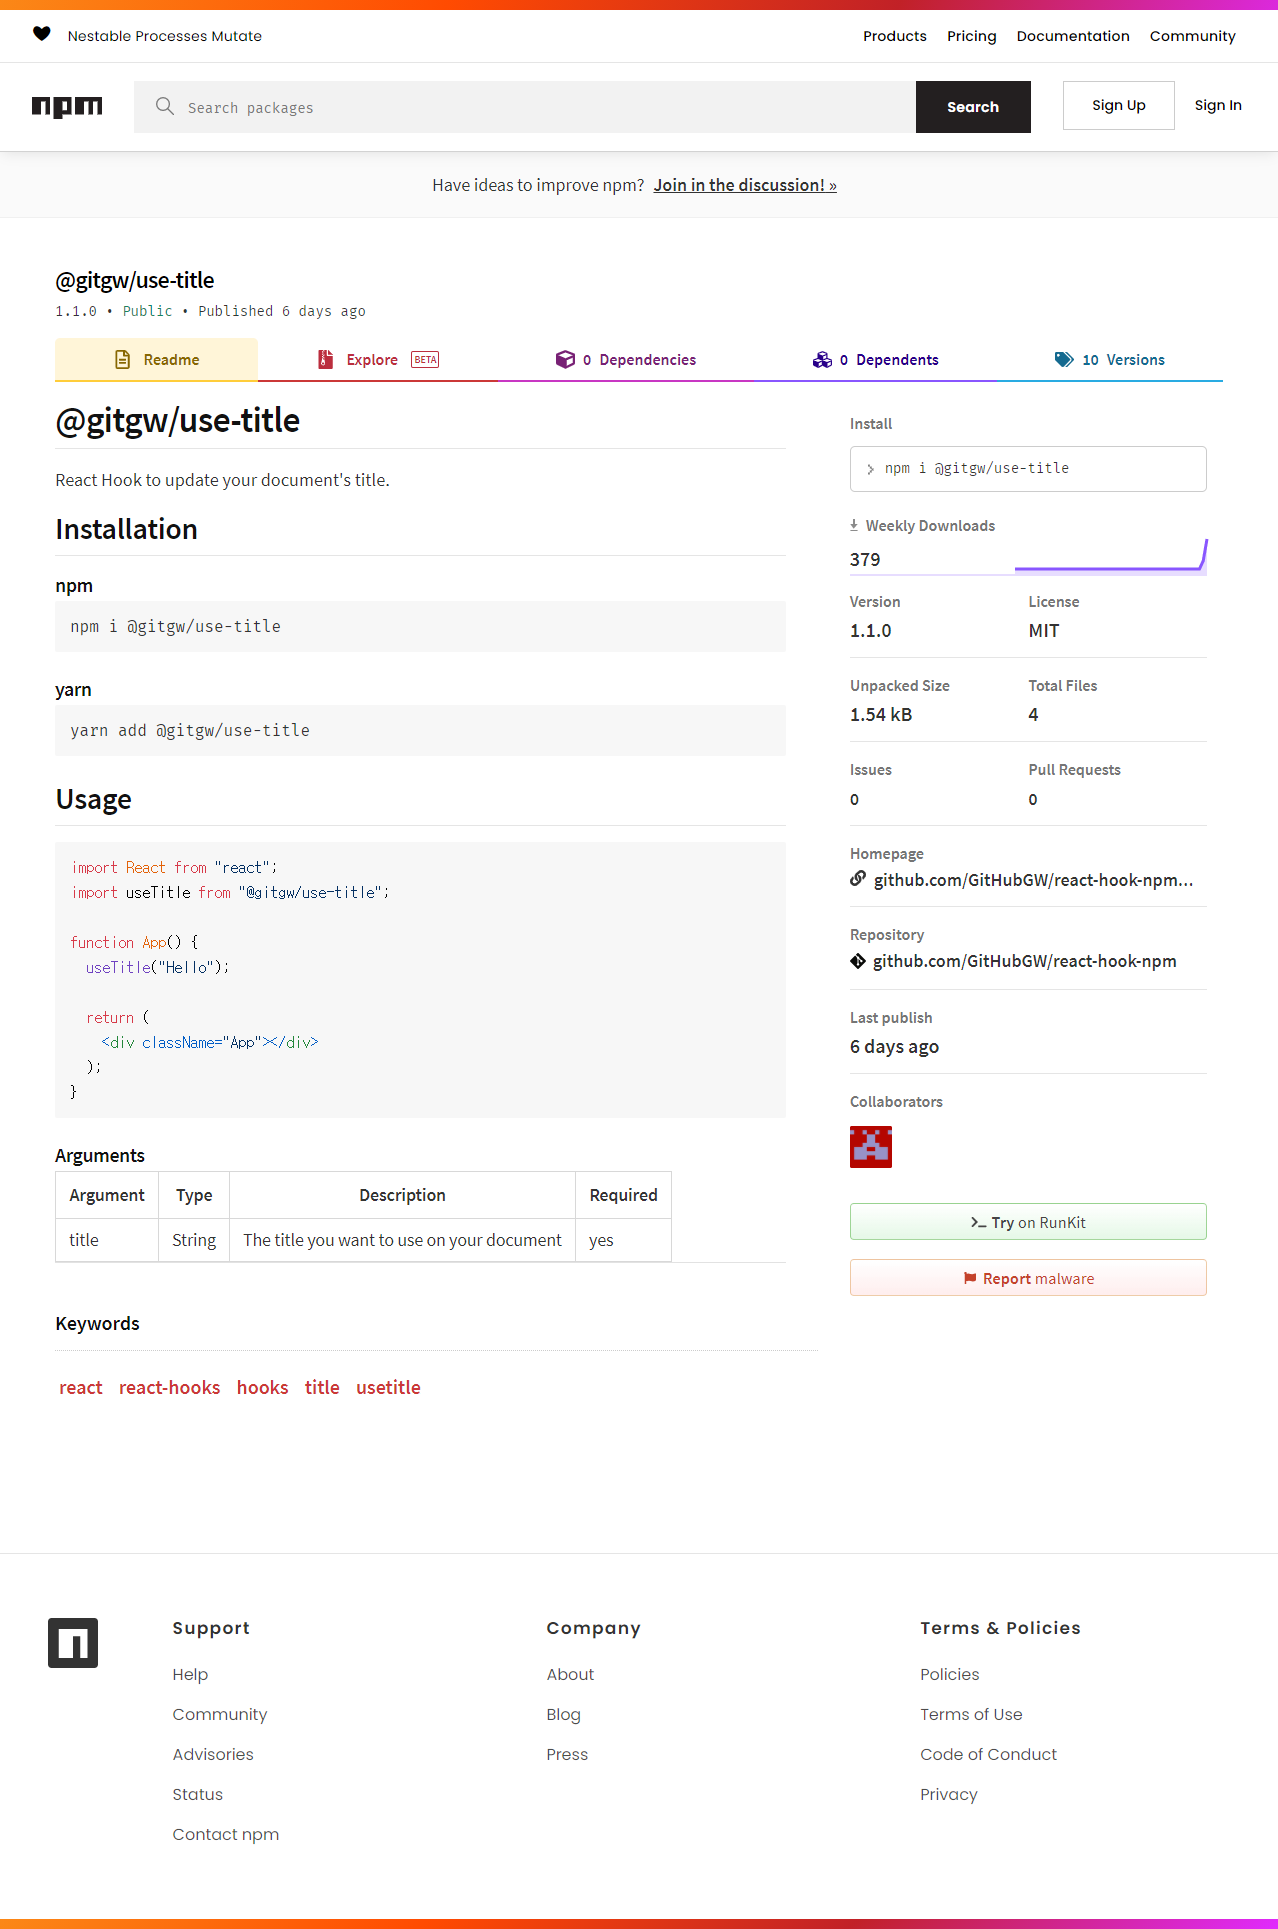 Nestable Processes Mutate
Products Pricing Documentation Community
npm
Search packages
Search
Sign Up
Sign In
Have ideas to improve npm? Join in the discussion! »
@gitgw/use-title
1.1.0 • Public • Published 6 days ago
Readme
Explore BETA
0 Dependencies
0 Dependents
10 Versions
@gitgw/use-title
React Hook to update your document's title.
Installation
npm
npm i @gitgw/use-title
yarn
yarn add @gitgw/use-title
Usage
import React from "react";
import useTitle from "@gitgw/use-title";
function App() {
  useTitle("Hello");
  return (
    <div className="App"></div>
  );
}
Arguments
Argument Type Description Required
title String The title you want to use on your document yes
Keywords
react react-hooks hooks title usetitle
Install
> npm i @gitgw/use-title
Weekly Downloads
379
Version License
1.1.0 MIT
Unpacked Size Total Files
1.54 kB 4
Issues Pull Requests
0 0
Homepage
github.com/GitHubGW/react-hook-npm...
Repository
github.com/GitHubGW/react-hook-npm
Last publish
6 days ago
Collaborators
Try on RunKit
Report malware
Support
Help
Community
Advisories
Status
Contact npm
Company
About
Blog
Press
Terms & Policies
Policies
Terms of Use
Code of Conduct
Privacy